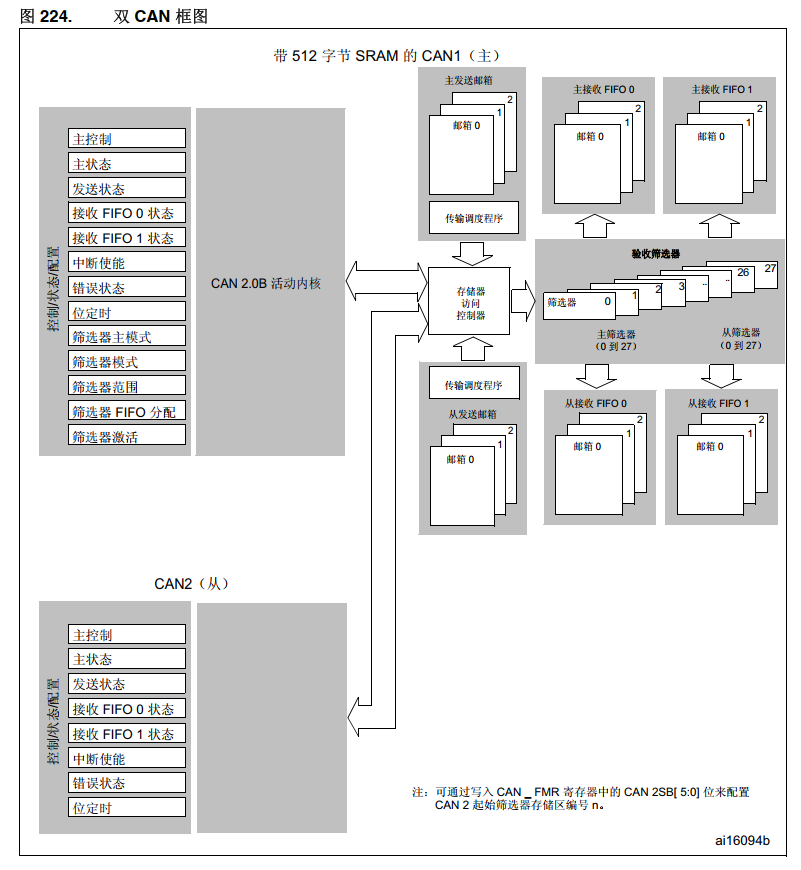 图 224. 双 CAN 框图
带 512 字节 SRAM 的 CAN1（主）
控制/状态/配置
主控制
主状态
发送状态
接收 FIFO 0 状态
接收 FIFO 1 状态
中断使能
错误状态
位定时
筛选器主模式
筛选器模式
筛选器范围
筛选器 FIFO 分配
筛选器激活
CAN 2.0B 活动内核
主发送邮箱
2
1
邮箱 0
传输调度程序
主接收 FIFO 0
2
1
邮箱 0
主接收 FIFO 1
2
1
邮箱 0
存储器
访问
控制器
验收筛选器
筛选器 0 1 2 3 .. .. 26 27
主筛选器
（0 到 27）
从筛选器
（0 到 27）
传输调度程序
从发送邮箱
2
1
邮箱 0
从接收 FIFO 0
2
1
邮箱 0
从接收 FIFO 1
2
1
邮箱 0
CAN2（从）
控制/状态/配置
主控制
主状态
发送状态
接收 FIFO 0 状态
接收 FIFO 1 状态
中断使能
错误状态
位定时
注：可通过写入 CAN _ FMR 寄存器中的 CAN 2SB[ 5:0] 位来配置
CAN 2 起始筛选器存储区编号 n。
ai16094b